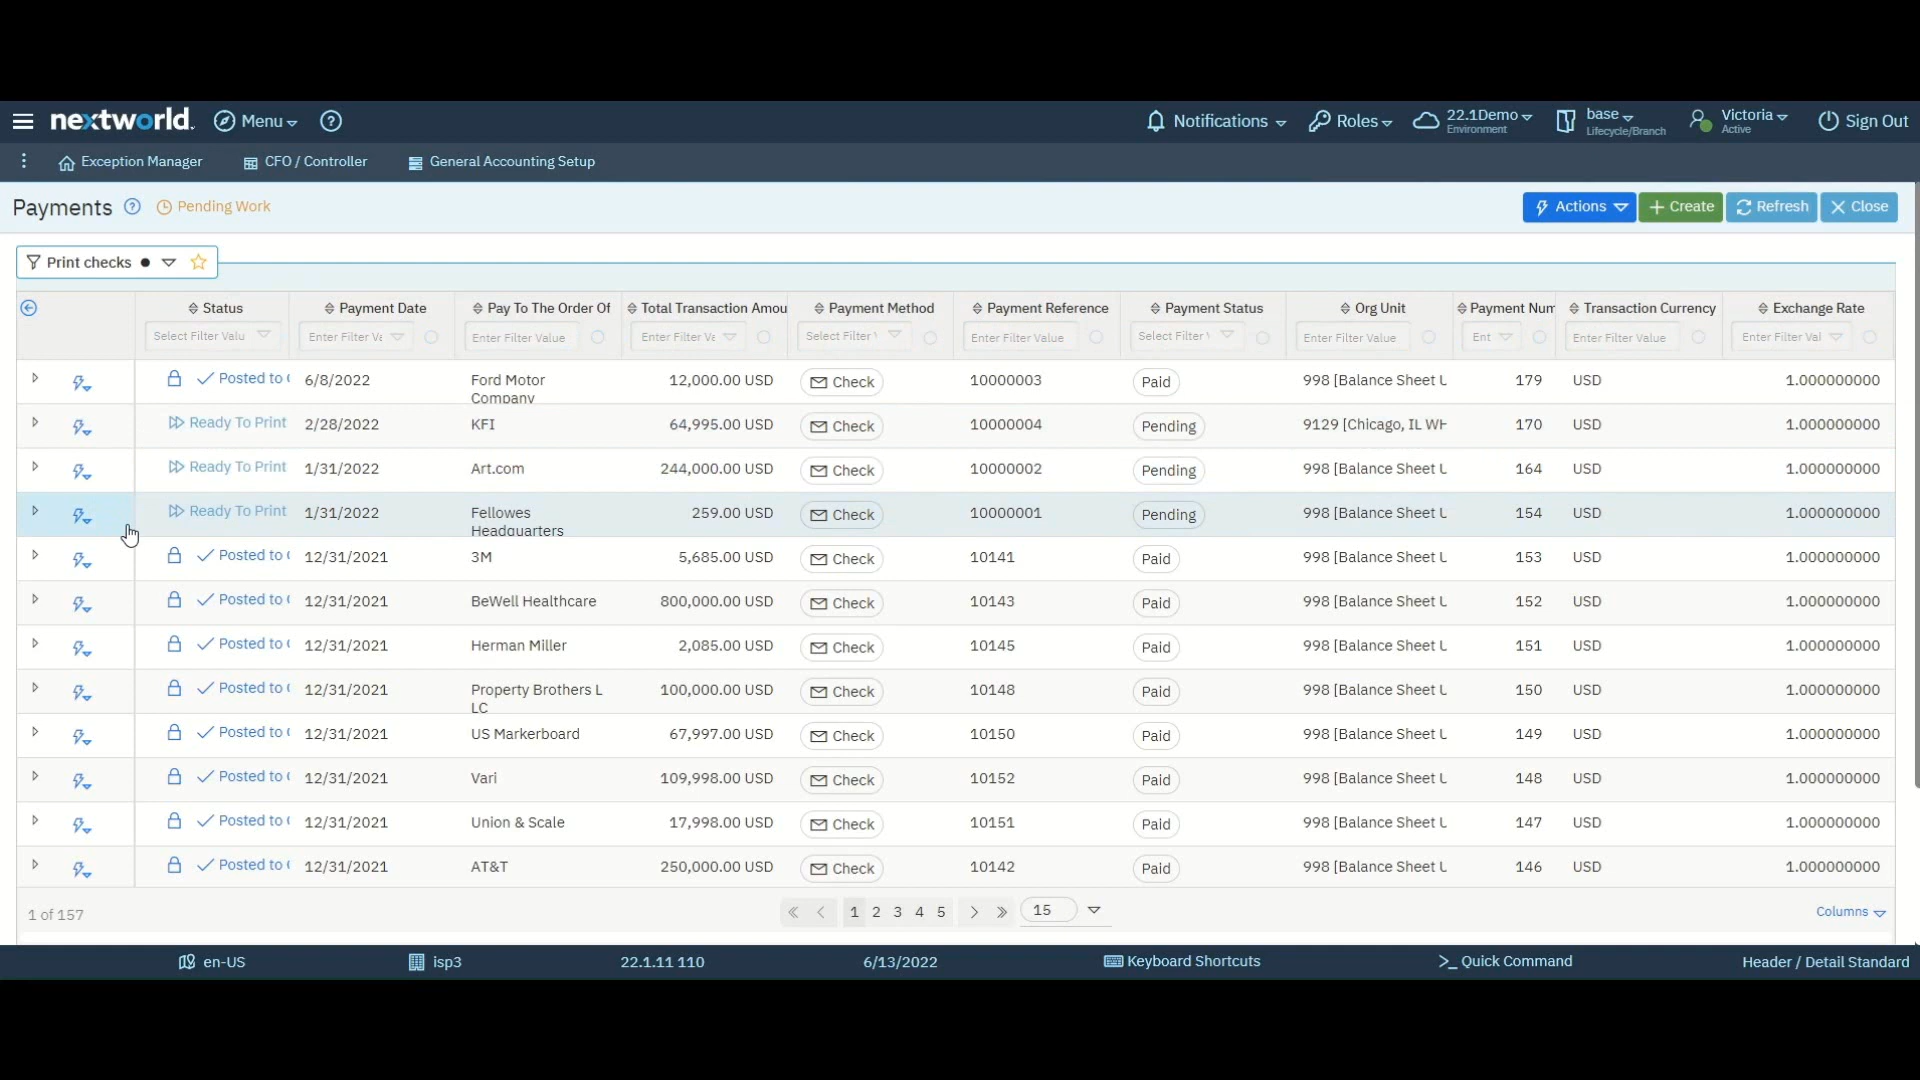 nextworld. Menu Notifications Roles 22.1Demo Environment base Lifecycle/Branch Victoria Active Sign Out
Exception Manager CFO / Controller General Accounting Setup
Payments Pending Work Actions Create Refresh Close
Print checks
Status Payment Date Pay To The Order Of Total Transaction Amou Payment Method Payment Reference Payment Status Org Unit Payment Num Transaction Currency Exchange Rate
Select Filter Valu Enter Filter Va Enter Filter Value Enter Filter Va Select Filter Enter Filter Value Select Filter Enter Filter Value Ent Enter Filter Value Enter Filter Val
Posted to 6/8/2022 Ford Motor Company 12,000.00 USD Check 10000003 Paid 998 [Balance Sheet U 179 USD 1.000000000
Ready To Print 2/28/2022 KFI 64,995.00 USD Check 10000004 Pending 9129 [Chicago, IL WH 170 USD 1.000000000
Ready To Print 1/31/2022 Art.com 244,000.00 USD Check 10000002 Pending 998 [Balance Sheet U 164 USD 1.000000000
Ready To Print 1/31/2022 Fellowes Headquarters 259.00 USD Check 10000001 Pending 998 [Balance Sheet U 154 USD 1.000000000
Posted to 12/31/2021 3M 5,685.00 USD Check 10141 Paid 998 [Balance Sheet U 153 USD 1.000000000
Posted to 12/31/2021 BeWell Healthcare 800,000.00 USD Check 10143 Paid 998 [Balance Sheet U 152 USD 1.000000000
Posted to 12/31/2021 Herman Miller 2,085.00 USD Check 10145 Paid 998 [Balance Sheet U 151 USD 1.000000000
Posted to 12/31/2021 Property Brothers LLC 100,000.00 USD Check 10148 Paid 998 [Balance Sheet U 150 USD 1.000000000
Posted to 12/31/2021 US Markerboard 67,997.00 USD Check 10150 Paid 998 [Balance Sheet U 149 USD 1.000000000
Posted to 12/31/2021 Vari 109,998.00 USD Check 10152 Paid 998 [Balance Sheet U 148 USD 1.000000000
Posted to 12/31/2021 Union & Scale 17,998.00 USD Check 10151 Paid 998 [Balance Sheet U 147 USD 1.000000000
Posted to 12/31/2021 AT&T 250,000.00 USD Check 10142 Paid 998 [Balance Sheet U 146 USD 1.000000000
1 of 157 « ‹ 1 2 3 4 5 › » 15 Columns
en-US isp3 22.1.11 110 6/13/2022 Keyboard Shortcuts >_ Quick Command Header / Detail Standard